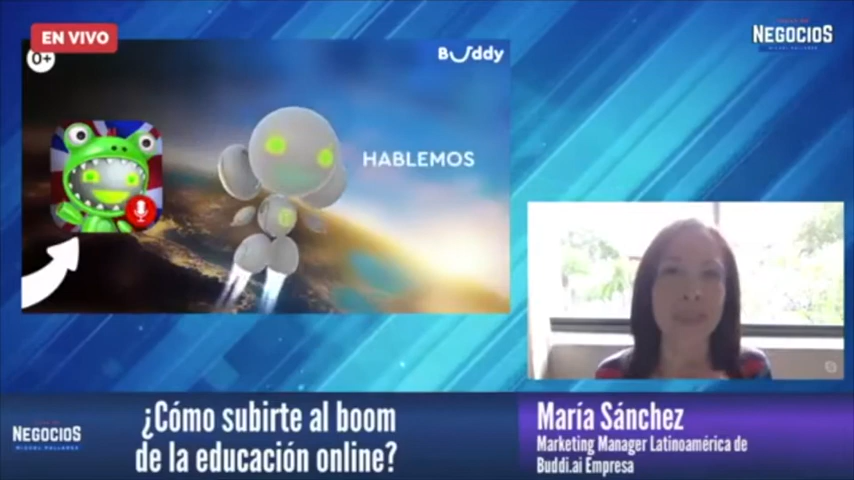 EN VIVO
0+
Buddy
HABLEMOS
NEGOCIOS
NEGOCIOS
¿Cómo subirte al boom
de la educación online?
María Sánchez
Marketing Manager Latinoamérica de
Buddi.ai Empresa